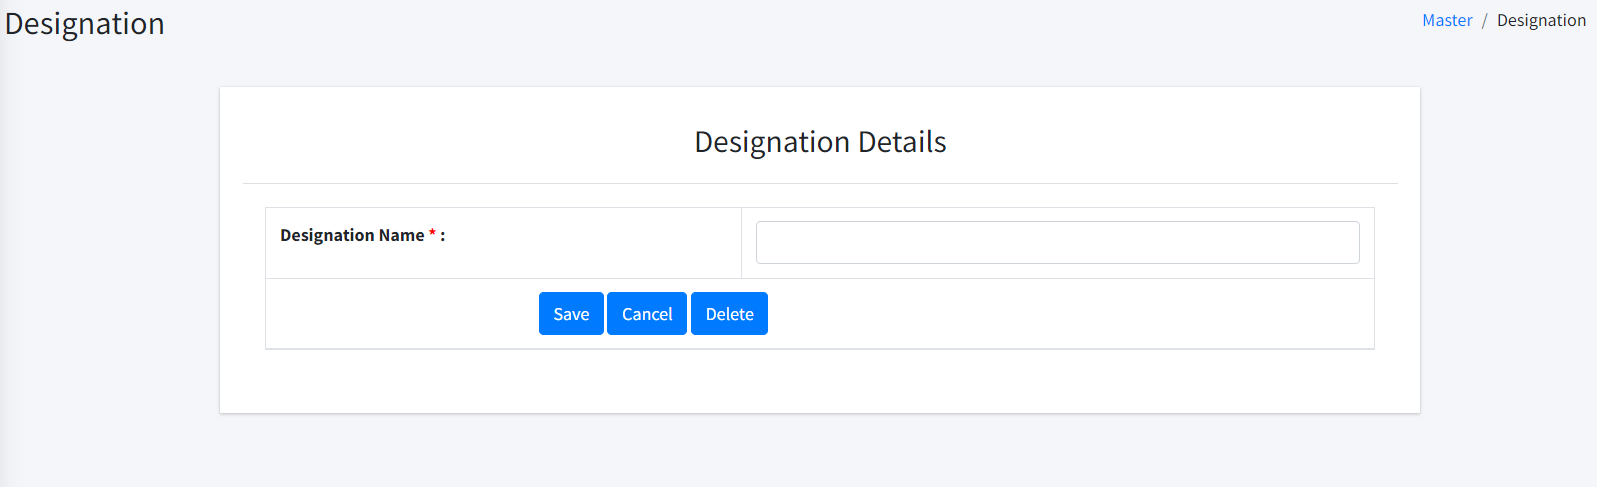 Designation
Master / Designation
Designation Details
Designation Name * :
Save Cancel Delete